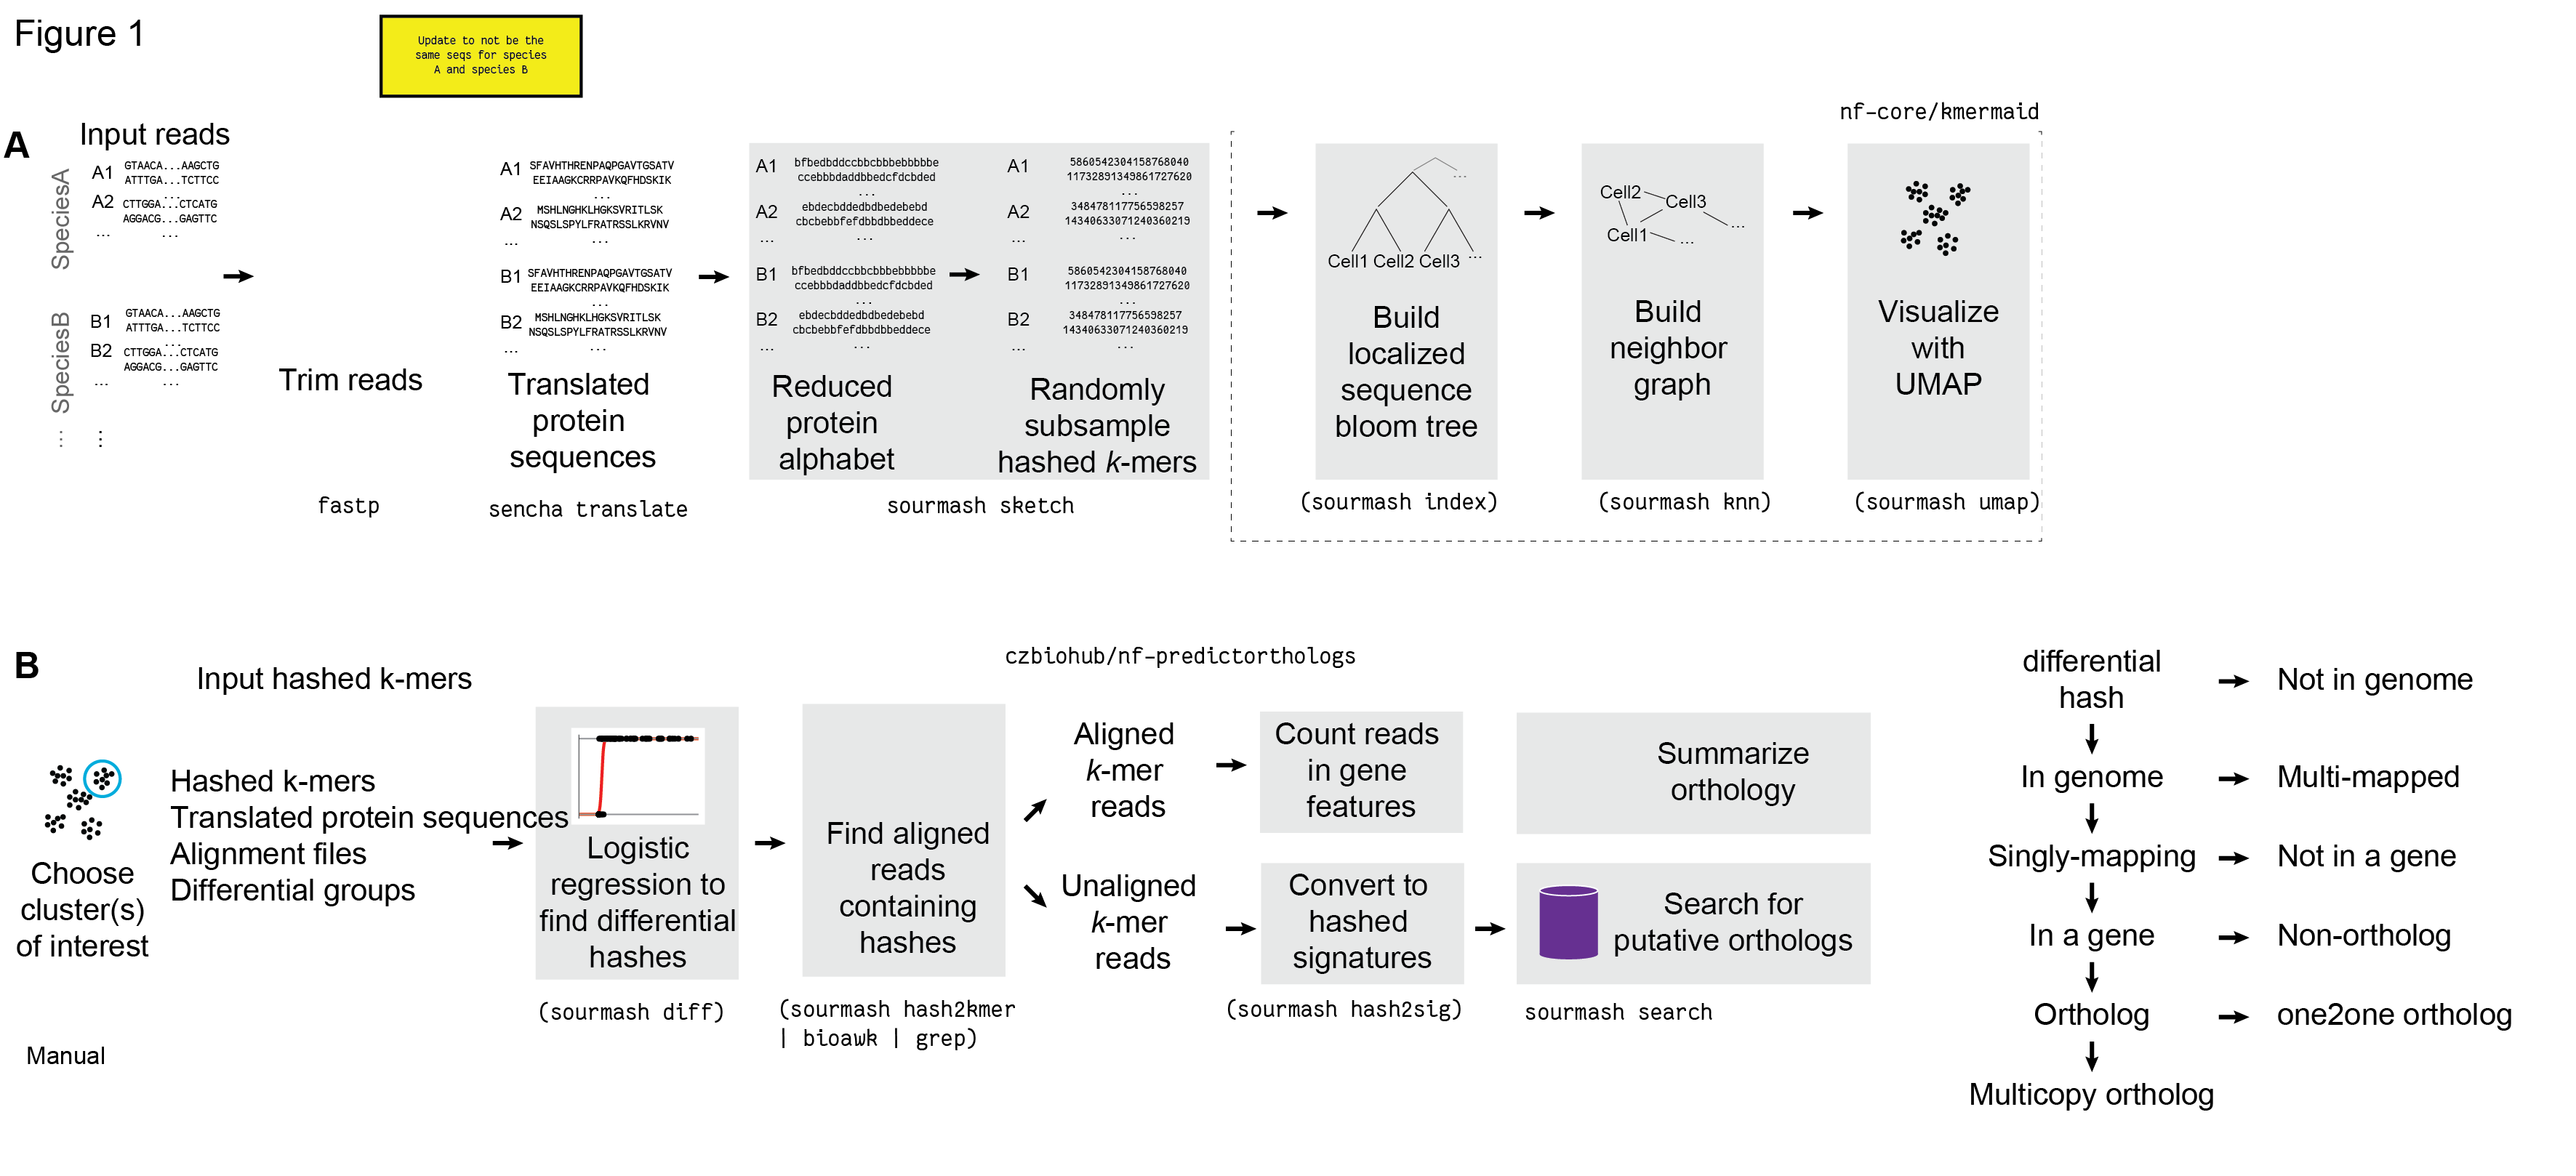 Figure 1
Update to not be the
same seqs for species
A and species B
nf-core/kmermaid
A
Input reads
SpeciesA
A1
GTAACA...AAGCTG
ATTTGA...TCTTCC
...
A2
CTTGGA...CTCATG
AGGACG...GAGTTC
...
...
SpeciesB
B1
GTAACA...AAGCTG
ATTTGA...TCTTCC
...
B2
CTTGGA...CTCATG
AGGACG...GAGTTC
...
...
...
...
Trim reads
fastp
A1
SFAVHTHRENPAQPGAVTGSATV
EEIAAGKCRRPAVKQFHDSKIK
...
A2
MSHLNGHKLHGKSVRITLSK
NSQSLSPYLFRATRSSLKRVNV
...
...
B1
SFAVHTHRENPAQPGAVTGSATV
EEIAAGKCRRPAVKQFHDSKIK
...
B2
MSHLNGHKLHGKSVRITLSK
NSQSLSPYLFRATRSSLKRVNV
...
...
Translated
protein
sequences
sencha translate
A1
bfbedbddccbbcbbbebbbbbe
ccebbbdaddbbedcfdcbded
...
A2
ebdecbddedbdbedebebd
cbcbebbfefdbbdbbeddece
...
...
B1
bfbedbddccbbcbbbebbbbbe
ccebbbdaddbbedcfdcbded
...
B2
ebdecbddedbdbedebebd
cbcbebbfefdbbdbbeddece
...
...
Reduced
protein
alphabet
A1
5860542304158768040
11732891349861727620
...
A2
348478117756598257
14340633071240360219
...
...
B1
5860542304158768040
11732891349861727620
...
B2
348478117756598257
14340633071240360219
...
...
Randomly
subsample
hashed k-mers
sourmash sketch
...
Cell1 Cell2 Cell3 ...
Build
localized
sequence
bloom tree
(sourmash index)
Cell2
Cell3
Cell1
...
...
Build
neighbor
graph
(sourmash knn)
Visualize
with
UMAP
(sourmash umap)
B
czbiohub/nf-predictorthologs
Input hashed k-mers
Choose
cluster(s)
of interest
Manual
Hashed k-mers
Translated protein sequences
Alignment files
Differential groups
Logistic
regression to
find differential
hashes
(sourmash diff)
Find aligned
reads
containing
hashes
(sourmash hash2kmer
| bioawk | grep)
Aligned
k-mer
reads
Count reads
in gene
features
Summarize
orthology
Unaligned
k-mer
reads
Convert to
hashed
signatures
(sourmash hash2sig)
Search for
putative orthologs
sourmash search
differential
hash
Not in genome
In genome
Multi-mapped
Singly-mapping
Not in a gene
In a gene
Non-ortholog
Ortholog
one2one ortholog
Multicopy ortholog